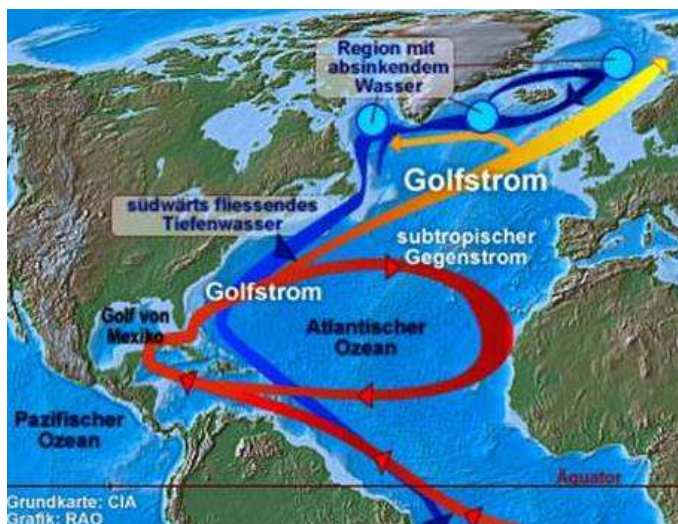 Region mit
absinkendem
Wasser
Golfstrom
südwärts fliessendes
Tiefenwasser
subtropischer
Gegenstrom
Golfstrom
Golf von
Mexiko
Atlantischer
Ozean
Pazifischer
Ozean
Äquator
Grundkarte: CIA
Grafik: RAO